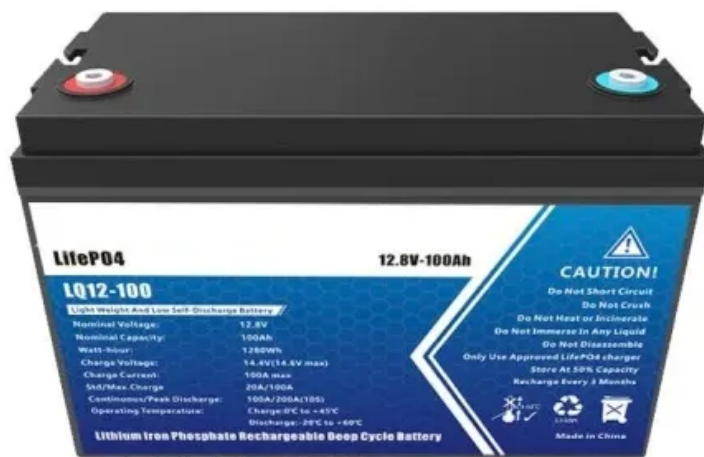 LifePO4
12.8V-100Ah
LQ12-100
Light Weight And Low Self-Discharge Battery
Nominal Voltage: 12.8V
Nominal Capacity: 100Ah
Watt-hour: 1280Wh
Charge Voltage: 14.4V(14.6V max)
Charge Current: 100A max
Std/Max.Charge 20A/100A
Continuous/Peak Discharge: 100A/200A(10S)
Operating Temperature: Charge:0℃ to +45℃
Discharge:-20℃ to +60℃
Lithium Iron Phosphate Rechargeable Deep Cycle Battery
CAUTION!
Do Not Short Circuit
Do Not Crush
Do Not Heat or Incinerate
Do Not Immerse In Any Liquid
Do Not Disassemble
Only Use Approved LifePO4 charger
Store At 50% Capacity
Recharge Every 3 Months
Made in China